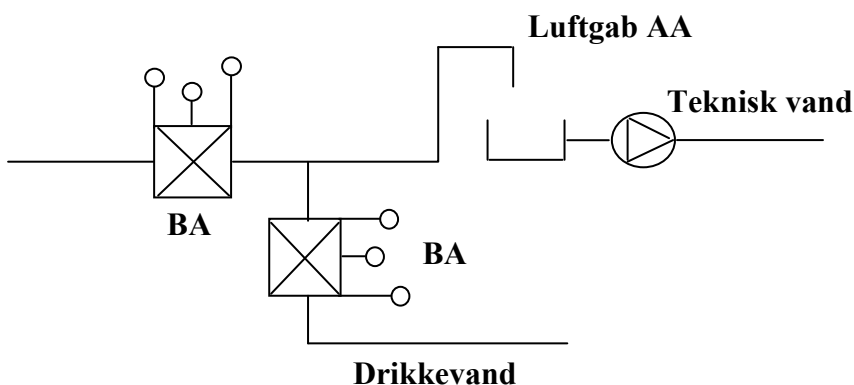 Luftgab AA
Teknisk vand
BA
BA
Drikkevand